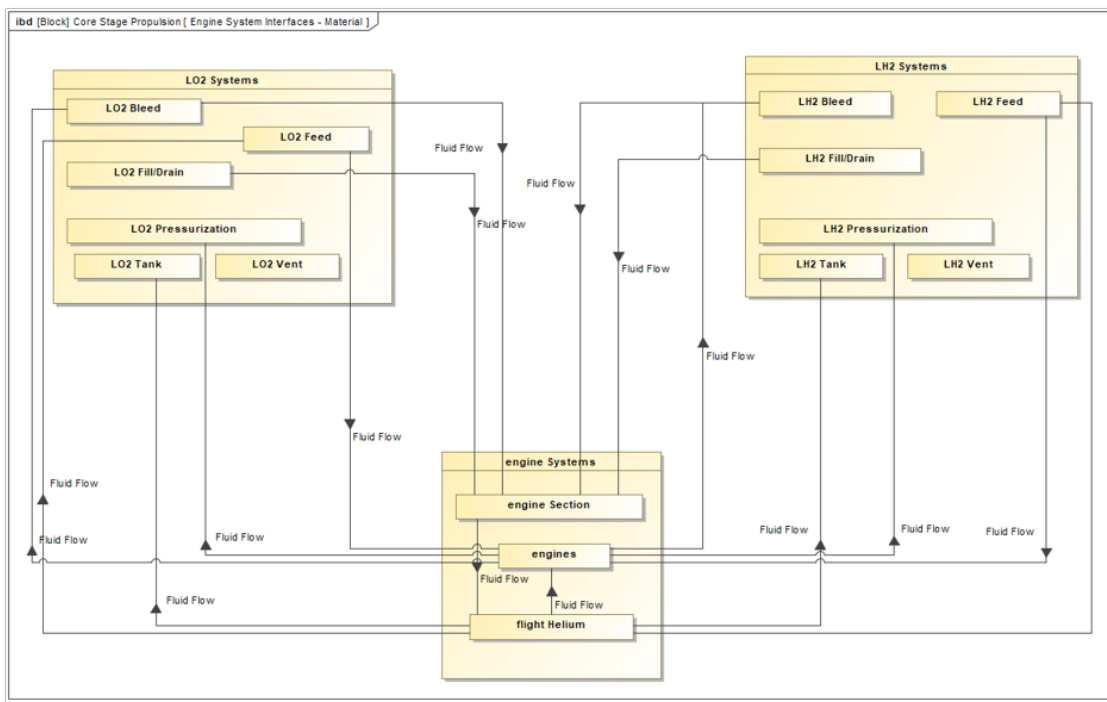 ibd [Block] Core Stage Propulsion [ Engine System Interfaces - Material ]
LO2 Systems
LO2 Bleed
LO2 Feed
LO2 Fill/Drain
LO2 Pressurization
LO2 Tank
LO2 Vent
LH2 Systems
LH2 Bleed
LH2 Feed
LH2 Fill/Drain
LH2 Pressurization
LH2 Tank
LH2 Vent
Fluid Flow
Fluid Flow
Fluid Flow
Fluid Flow
Fluid Flow
Fluid Flow
engine Systems
engine Section
engines
flight Helium
Fluid Flow
Fluid Flow
Fluid Flow
Fluid Flow
Fluid Flow
Fluid Flow
Fluid Flow
Fluid Flow
Fluid Flow